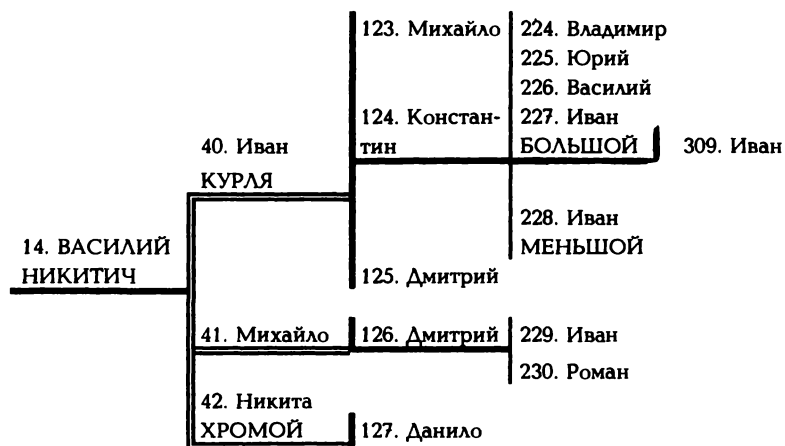 123. Михайло
224. Владимир
225. Юрий
226. Василий
124. Констан-
тин
227. Иван
БОЛЬШОЙ
309. Иван
40. Иван
КУРЛЯ
228. Иван
МЕНЬШОЙ
14. ВАСИЛИЙ
НИКИТИЧ
125. Дмитрий
41. Михайло
126. Дмитрий
229. Иван
230. Роман
42. Никита
ХРОМОЙ
127. Данило